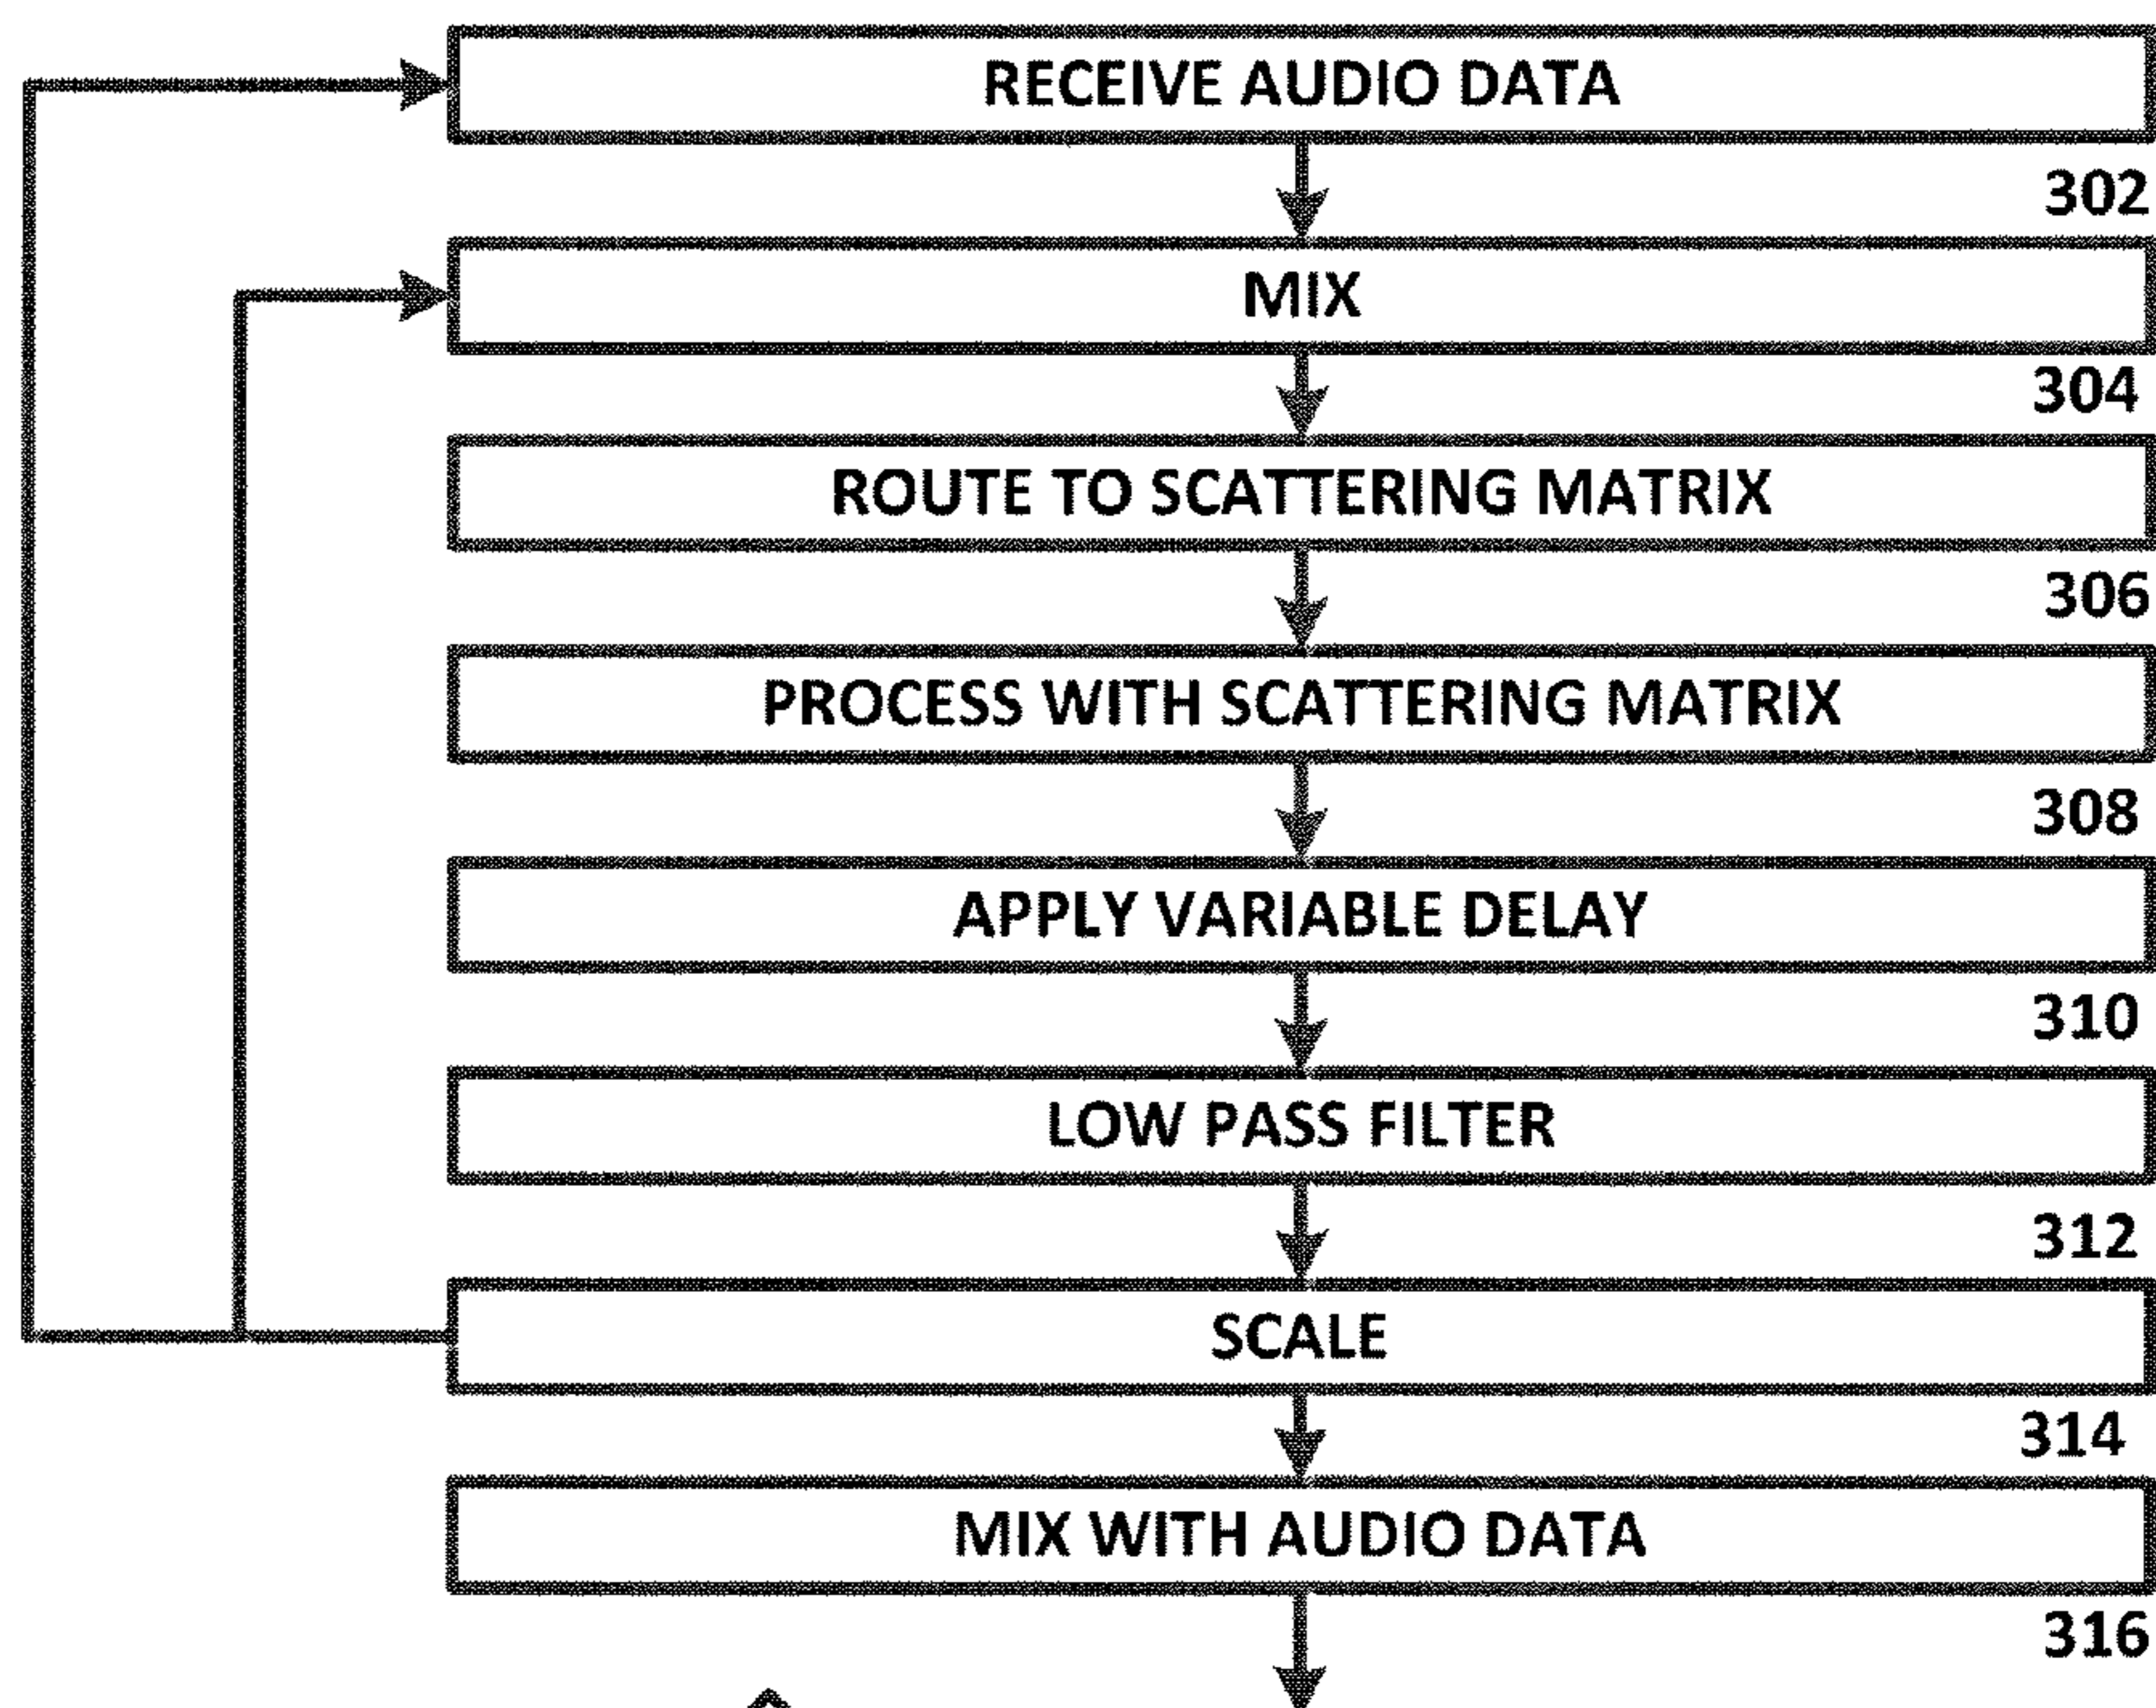 RECEIVE AUDIO DATA
302
MIX
304
ROUTE TO SCATTERING MATRIX
306
PROCESS WITH SCATTERING MATRIX
308
APPLY VARIABLE DELAY
310
LOW PASS FILTER
312
SCALE
314
MIX WITH AUDIO DATA
316